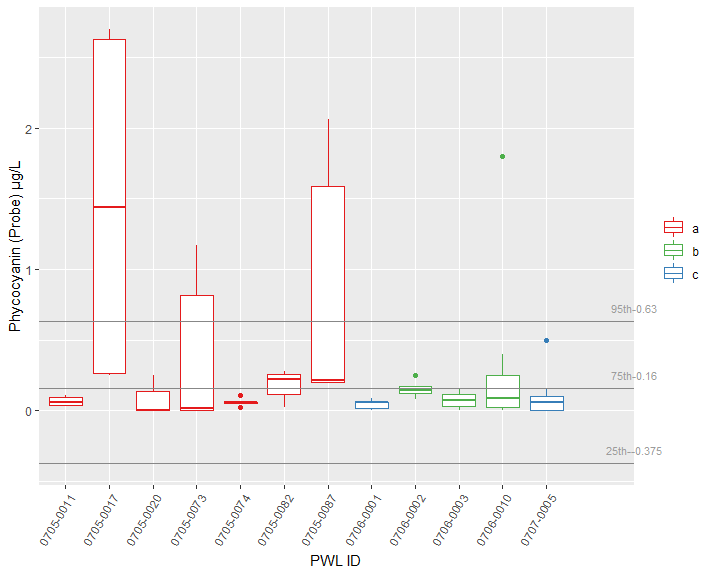 Phycocyanin (Probe) µg/L
2
1
0
95th-0.63
75th-0.16
25th--0.375
0705-0011
0705-0017
0705-0020
0705-0073
0705-0074
0705-0082
0705-0087
0706-0001
0706-0002
0706-0003
0706-0010
0707-0005
PWL ID
a
b
c